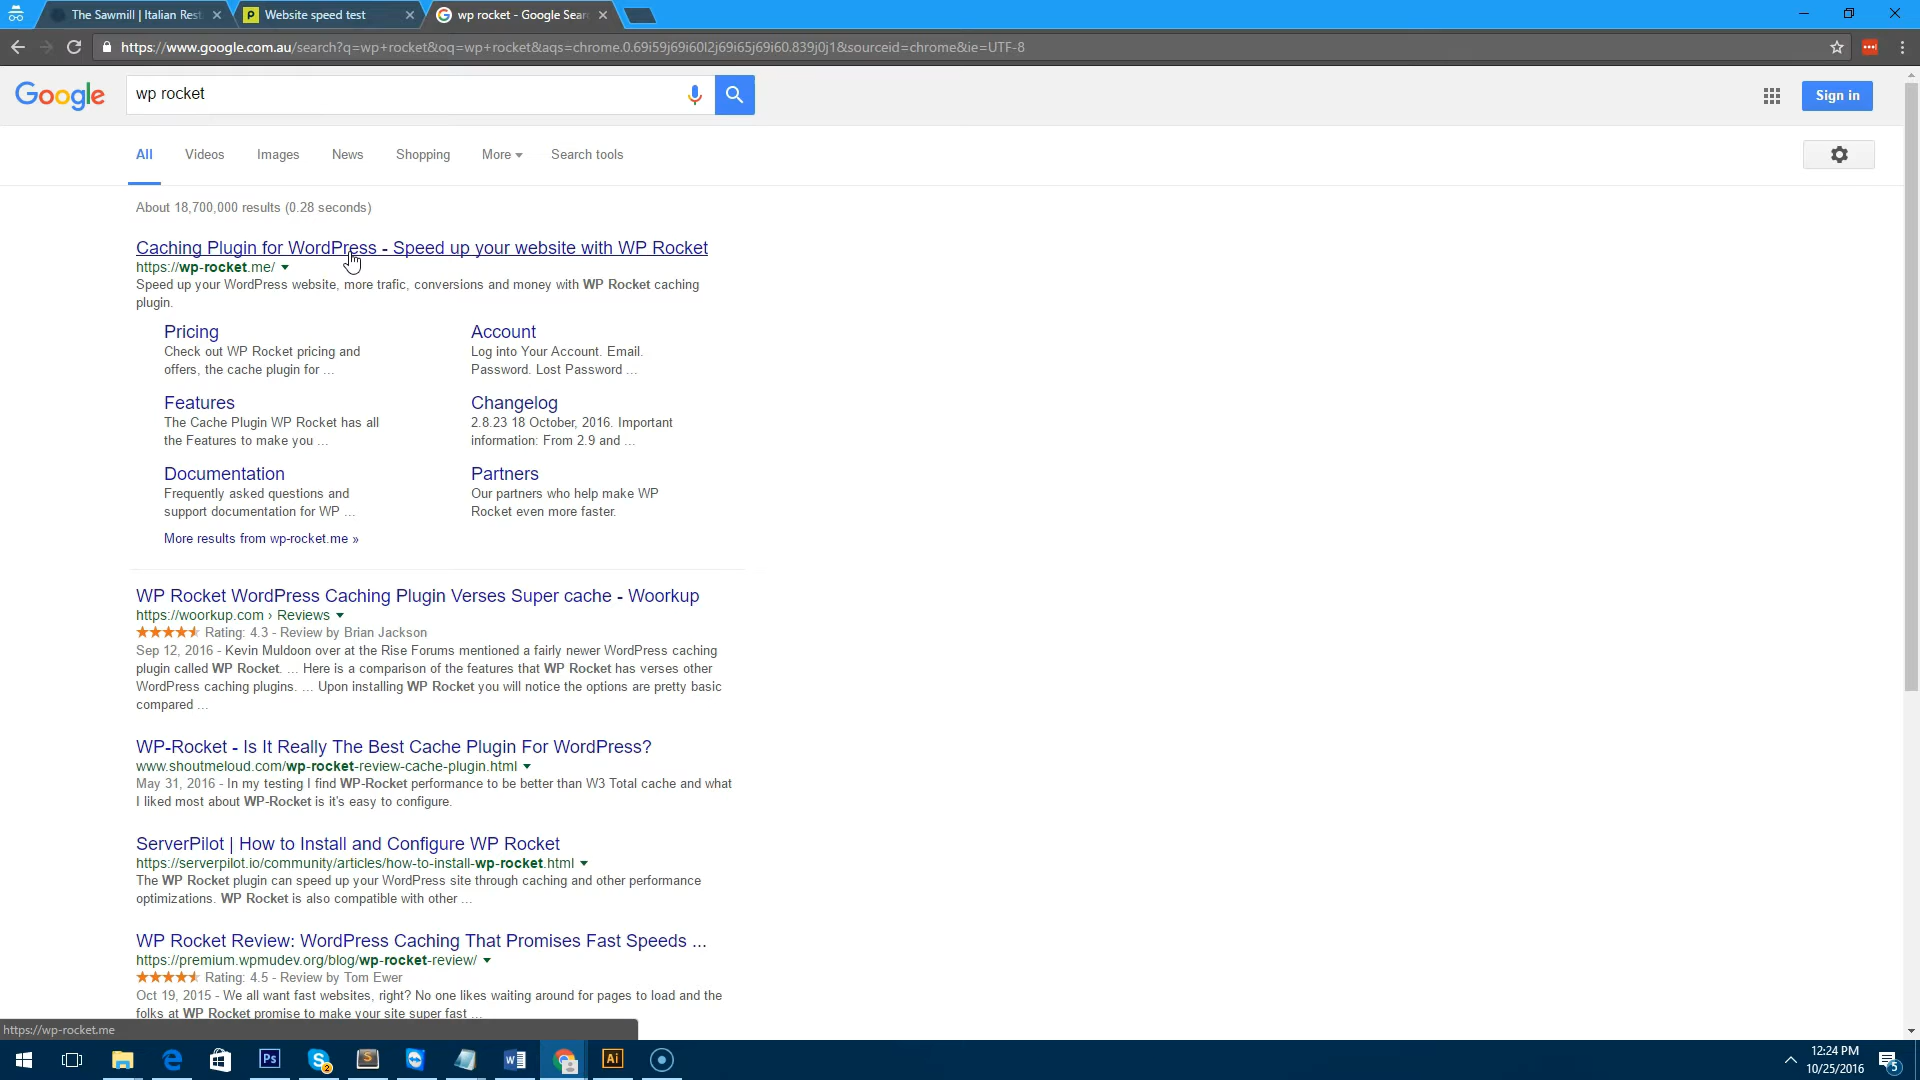 The Sawmill | Italian Rest
Website speed test
wp rocket - Google Sear
https://www.google.com.au/search?q=wp+rocket&oq=wp+rocket&aqs=chrome.0.69i59j69i60l2j69i65j69i60.839j0j1&sourceid=chrome&ie=UTF-8
Google
wp rocket
Sign in
All
Videos
Images
News
Shopping
More
Search tools
About 18,700,000 results (0.28 seconds)
Caching Plugin for WordPress - Speed up your website with WP Rocket
https://wp-rocket.me/
Speed up your WordPress website, more trafic, conversions and money with WP Rocket caching
plugin.
Pricing
Check out WP Rocket pricing and
offers, the cache plugin for ...
Account
Log into Your Account. Email.
Password. Lost Password ...
Features
The Cache Plugin WP Rocket has all
the Features to make you ...
Changelog
2.8.23 18 October, 2016. Important
information: From 2.9 and ...
Documentation
Frequently asked questions and
support documentation for WP ...
Partners
Our partners who help make WP
Rocket even more faster.
More results from wp-rocket.me »
WP Rocket WordPress Caching Plugin Verses Super cache - Woorkup
https://woorkup.com › Reviews
Rating: 4.3 - Review by Brian Jackson
Sep 12, 2016 - Kevin Muldoon over at the Rise Forums mentioned a fairly newer WordPress caching
plugin called WP Rocket. ... Here is a comparison of the features that WP Rocket has verses other
WordPress caching plugins. ... Upon installing WP Rocket you will notice the options are pretty basic
compared ...
WP-Rocket - Is It Really The Best Cache Plugin For WordPress?
www.shoutmeloud.com/wp-rocket-review-cache-plugin.html
May 31, 2016 - In my testing I find WP-Rocket performance to be better than W3 Total cache and what
I liked most about WP-Rocket is it's easy to configure.
ServerPilot | How to Install and Configure WP Rocket
https://serverpilot.io/community/articles/how-to-install-wp-rocket.html
The WP Rocket plugin can speed up your WordPress site through caching and other performance
optimizations. WP Rocket is also compatible with other ...
WP Rocket Review: WordPress Caching That Promises Fast Speeds ...
https://premium.wpmudev.org/blog/wp-rocket-review/
Rating: 4.5 - Review by Tom Ewer
Oct 19, 2015 - We all want fast websites, right? No one likes waiting around for pages to load and the
folks at WP Rocket promise to make your site super fast ...
https://wp-rocket.me
Ps
2
Ai
12:24 PM
10/25/2016
5